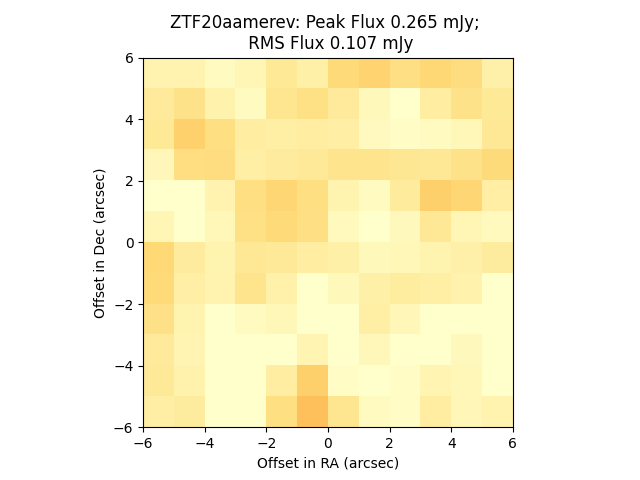 ZTF20aamerev: Peak Flux 0.265 mJy;
RMS Flux 0.107 mJy
6
4
2
0
−2
−4
−6
Offset in Dec (arcsec)
−6 −4 −2 0 2 4 6
Offset in RA (arcsec)